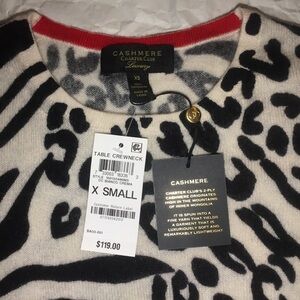 CASHMERE
CHARTER CLUB
Luxury
XS
TABLE CREWNECK
X SMALL
$119.00
CASHMERE
CHARTER CLUB'S 2-PLY
CASHMERE ORIGINATES
HIGH IN THE MOUNTAINS
OF INNER MONGOLIA.
IT IS SPUN INTO A
FINE YARN THAT YIELDS
A GARMENT THAT IS
LUXURIOUSLY SOFT AND
REMARKABLY LIGHTWEIGHT